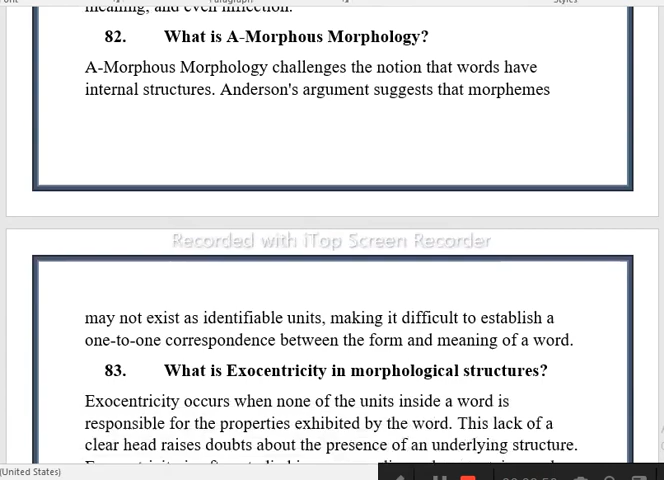 meaning, and even inflection.
82. What is A-Morphous Morphology?
A-Morphous Morphology challenges the notion that words have
internal structures. Anderson's argument suggests that morphemes
Recorded with iTop Screen Recorder
may not exist as identifiable units, making it difficult to establish a
one-to-one correspondence between the form and meaning of a word.
83. What is Exocentricity in morphological structures?
Exocentricity occurs when none of the units inside a word is
responsible for the properties exhibited by the word. This lack of a
clear head raises doubts about the presence of an underlying structure.
(United States)